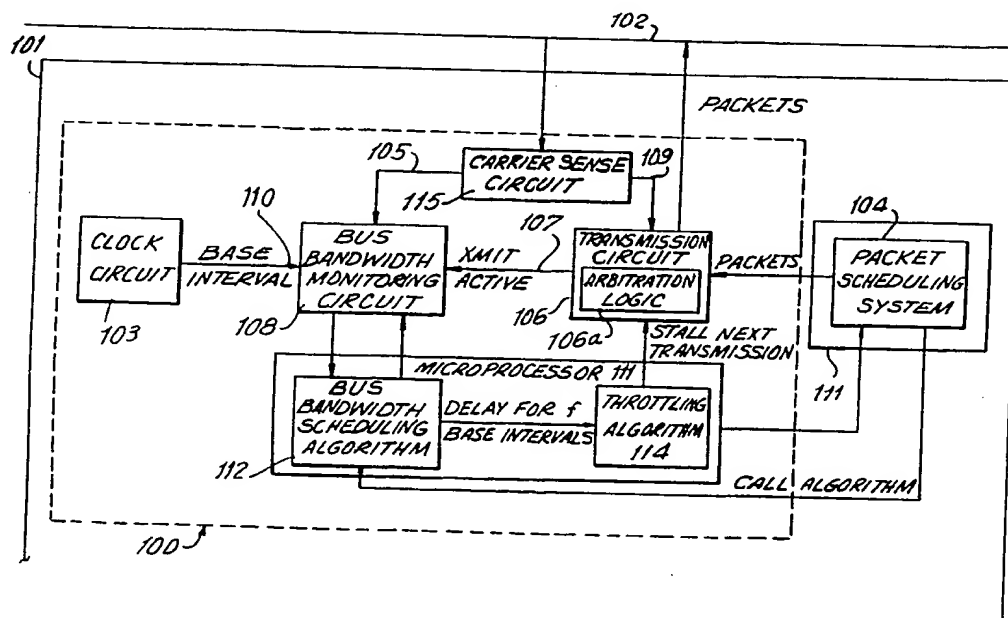 101
102
PACKETS
105
CARRIER SENSE
CIRCUIT
115
109
104
CLOCK
CIRCUIT
103
110
BASE
INTERVAL
BUS
BANDWIDTH
MONITORING
CIRCUIT
108
107
XMIT
ACTIVE
TRANSMISSION
CIRCUIT
ARBITRATION
LOGIC
106
106a
PACKETS
PACKET
SCHEDULING
SYSTEM
111
STALL NEXT
TRANSMISSION
MICROPROCESSOR 111
BUS
BANDWIDTH
SCHEDULING
ALGORITHM
112
DELAY FOR f
BASE INTERVALS
THROTTLING
ALGORITHM
114
CALL ALGORITHM
100